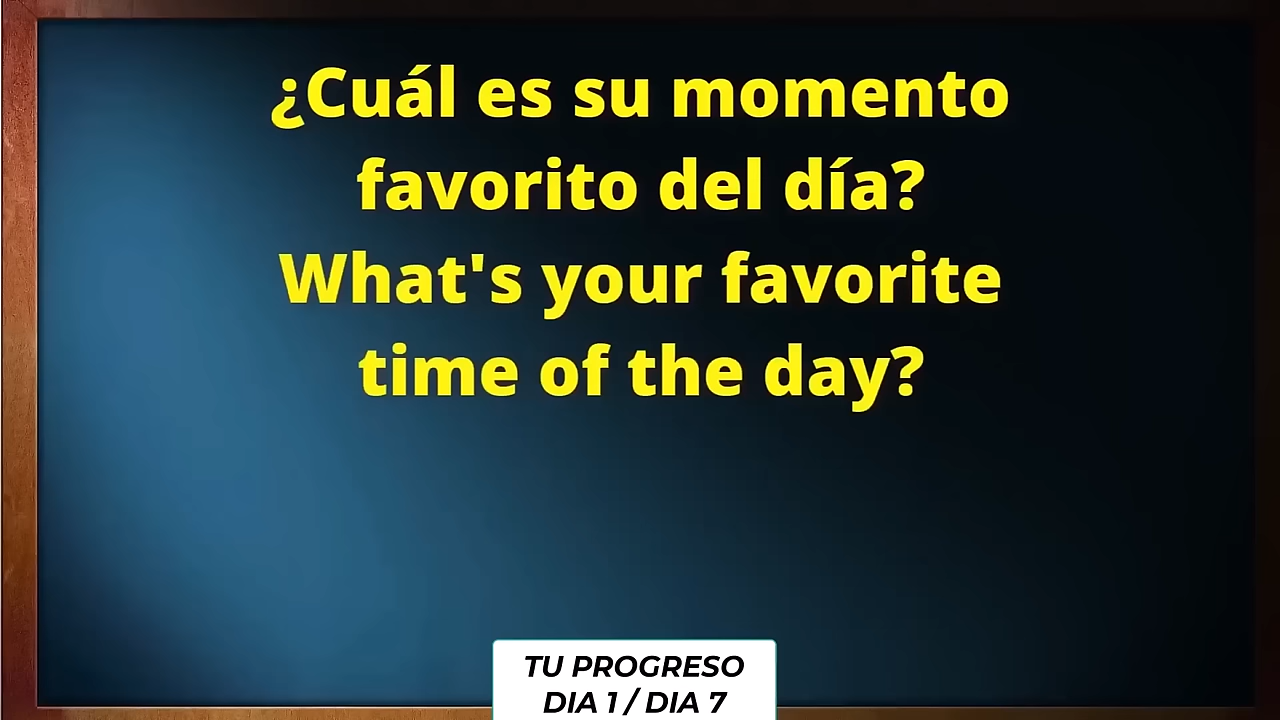 ¿Cuál es su momento
favorito del día?
What's your favorite
time of the day?
TU PROGRESO
DIA 1 / DIA 7